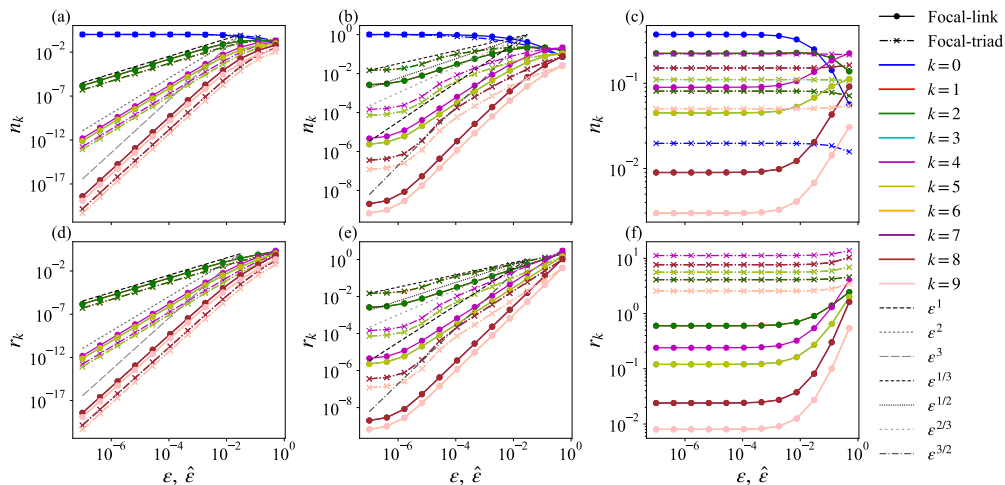 (a)
(b)
(c)
n_k
10^{-2}
10^{-7}
10^{-12}
10^{-17}
n_k
10^0
10^{-2}
10^{-4}
10^{-6}
10^{-8}
n_k
10^{-1}
10^{-2}
(d)
(e)
(f)
r_k
10^{-2}
10^{-7}
10^{-12}
10^{-17}
10^{-6}
10^{-4}
10^{-2}
10^0
ε, ε̂
r_k
10^0
10^{-2}
10^{-4}
10^{-6}
10^{-8}
10^{-6}
10^{-4}
10^{-2}
10^0
ε, ε̂
r_k
10^1
10^0
10^{-1}
10^{-2}
10^{-6}
10^{-4}
10^{-2}
10^0
ε, ε̂
Focal-link
Focal-triad
k=0
k=1
k=2
k=3
k=4
k=5
k=6
k=7
k=8
k=9
ε^1
ε^2
ε^3
ε^{1/3}
ε^{1/2}
ε^{2/3}
ε^{3/2}